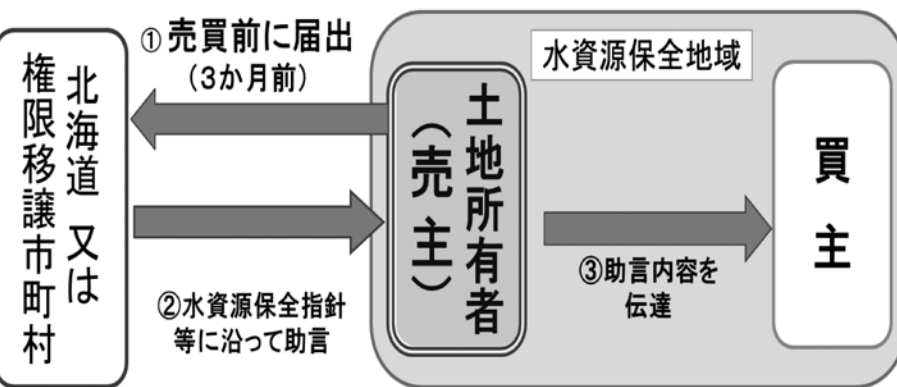 北海道 又は
権限移譲市町村
① 売買前に届出
（３か月前）
②水資源保全指針
等に沿って助言
水資源保全地域
土地所有者
（売 主）
③助言内容を
伝達
買 主